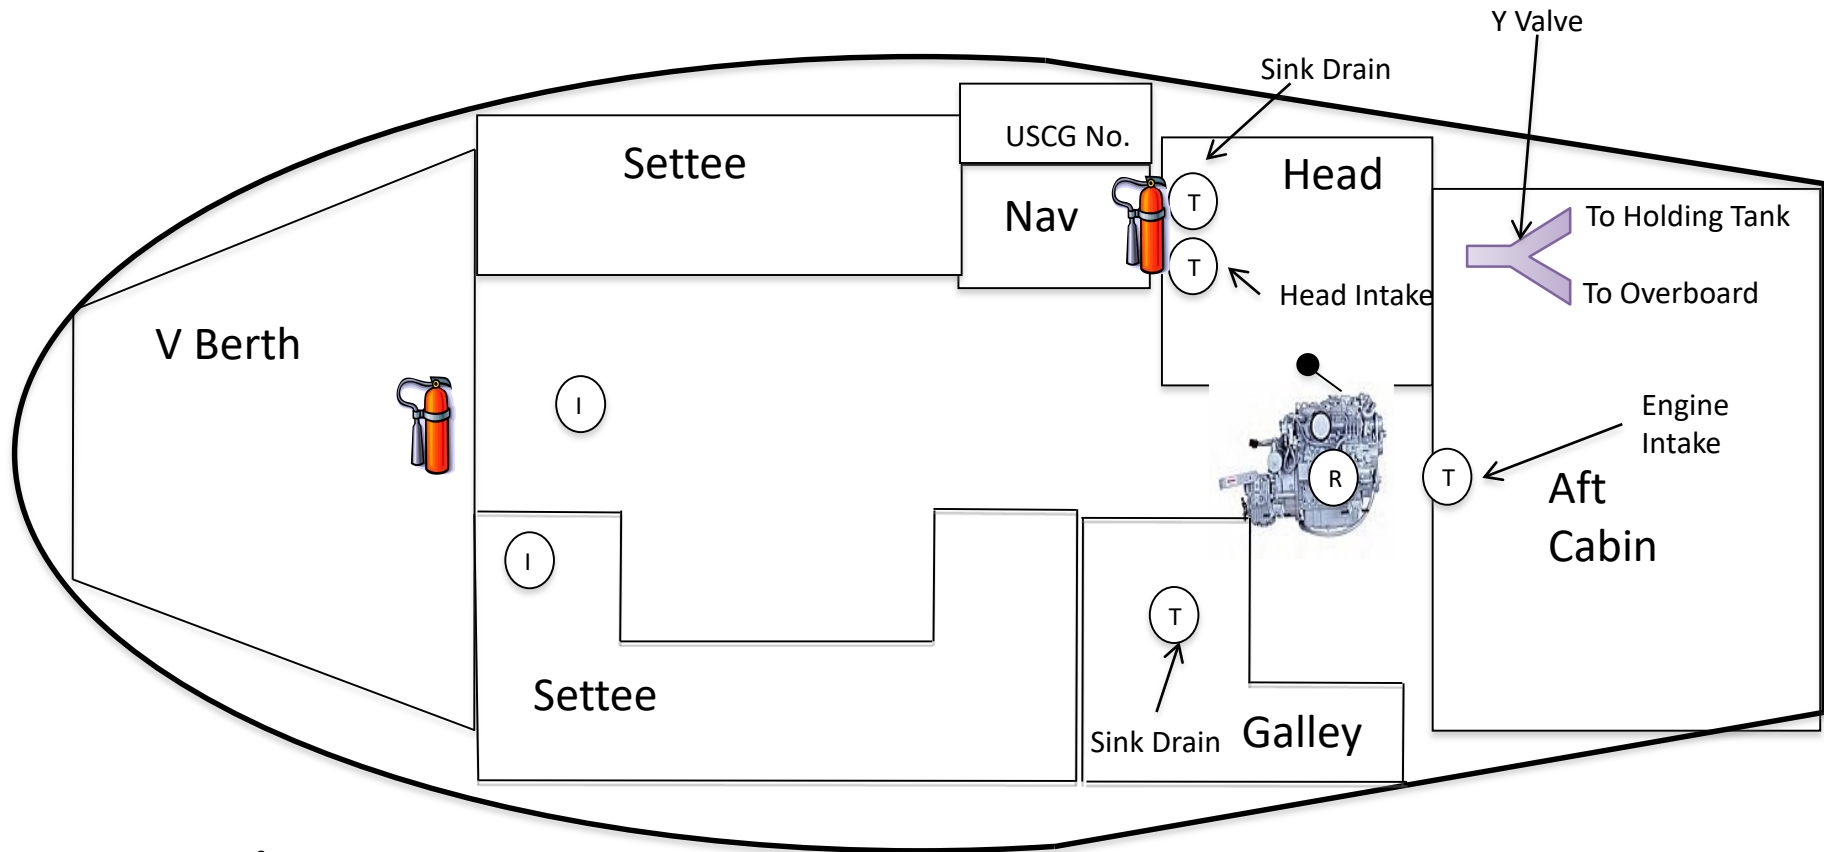 Y Valve
Sink Drain
USCG No.
Settee
Head
Nav
T
T
To Holding Tank
To Overboard
Head Intake
V Berth
I
Engine
Intake
R
T
Aft
Cabin
I
T
Settee
Sink Drain
Galley